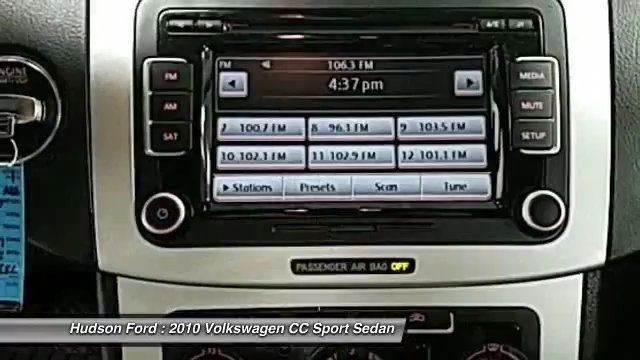 FM 106.3 FM
4:37 pm
FM
MEDIA
AM
MUTE
SAT
SETUP
7 100.7 FM 8 96.1 FM 9 103.5 FM
10 102.1 FM 11 102.9 FM 12 101.1 FM
Stations Presets Scan Tune
PASSENGER AIR BAG OFF
ENGINE
Hudson Ford : 2010 Volkswagen CC Sport Sedan